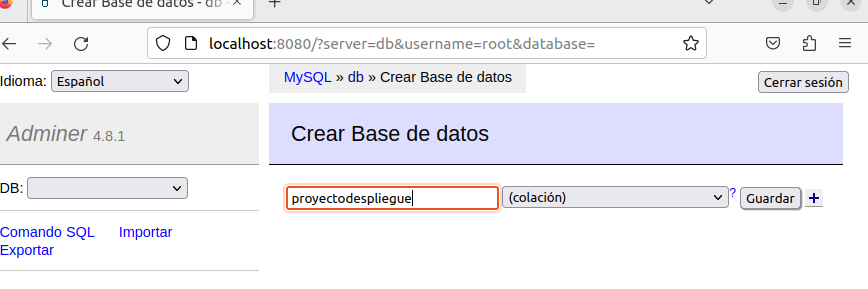 Crear Base de datos - db -
localhost:8080/?server=db&username=root&database=
Idioma: Español
MySQL » db » Crear Base de datos
Cerrar sesión
Adminer 4.8.1
Crear Base de datos
DB:
proyectodespliegue (colación) ? Guardar +
Comando SQL Importar
Exportar